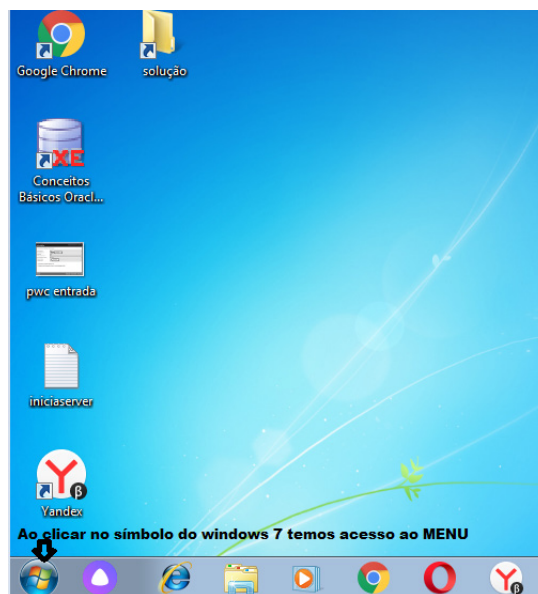 Google Chrome
solução
XE
Conceitos
Básicos Oracl...
pwc entrada
iniciaserver
Yandex
β
Ao clicar no símbolo do windows 7 temos acesso ao MENU
β